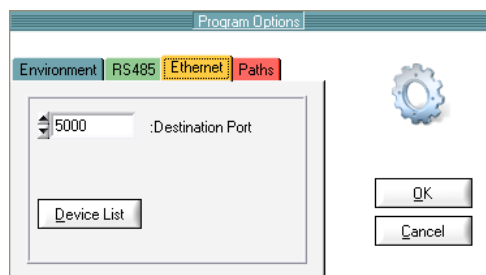 Program Options
Environment RS485 Ethernet Paths
5000 :Destination Port
Device List
OK
Cancel